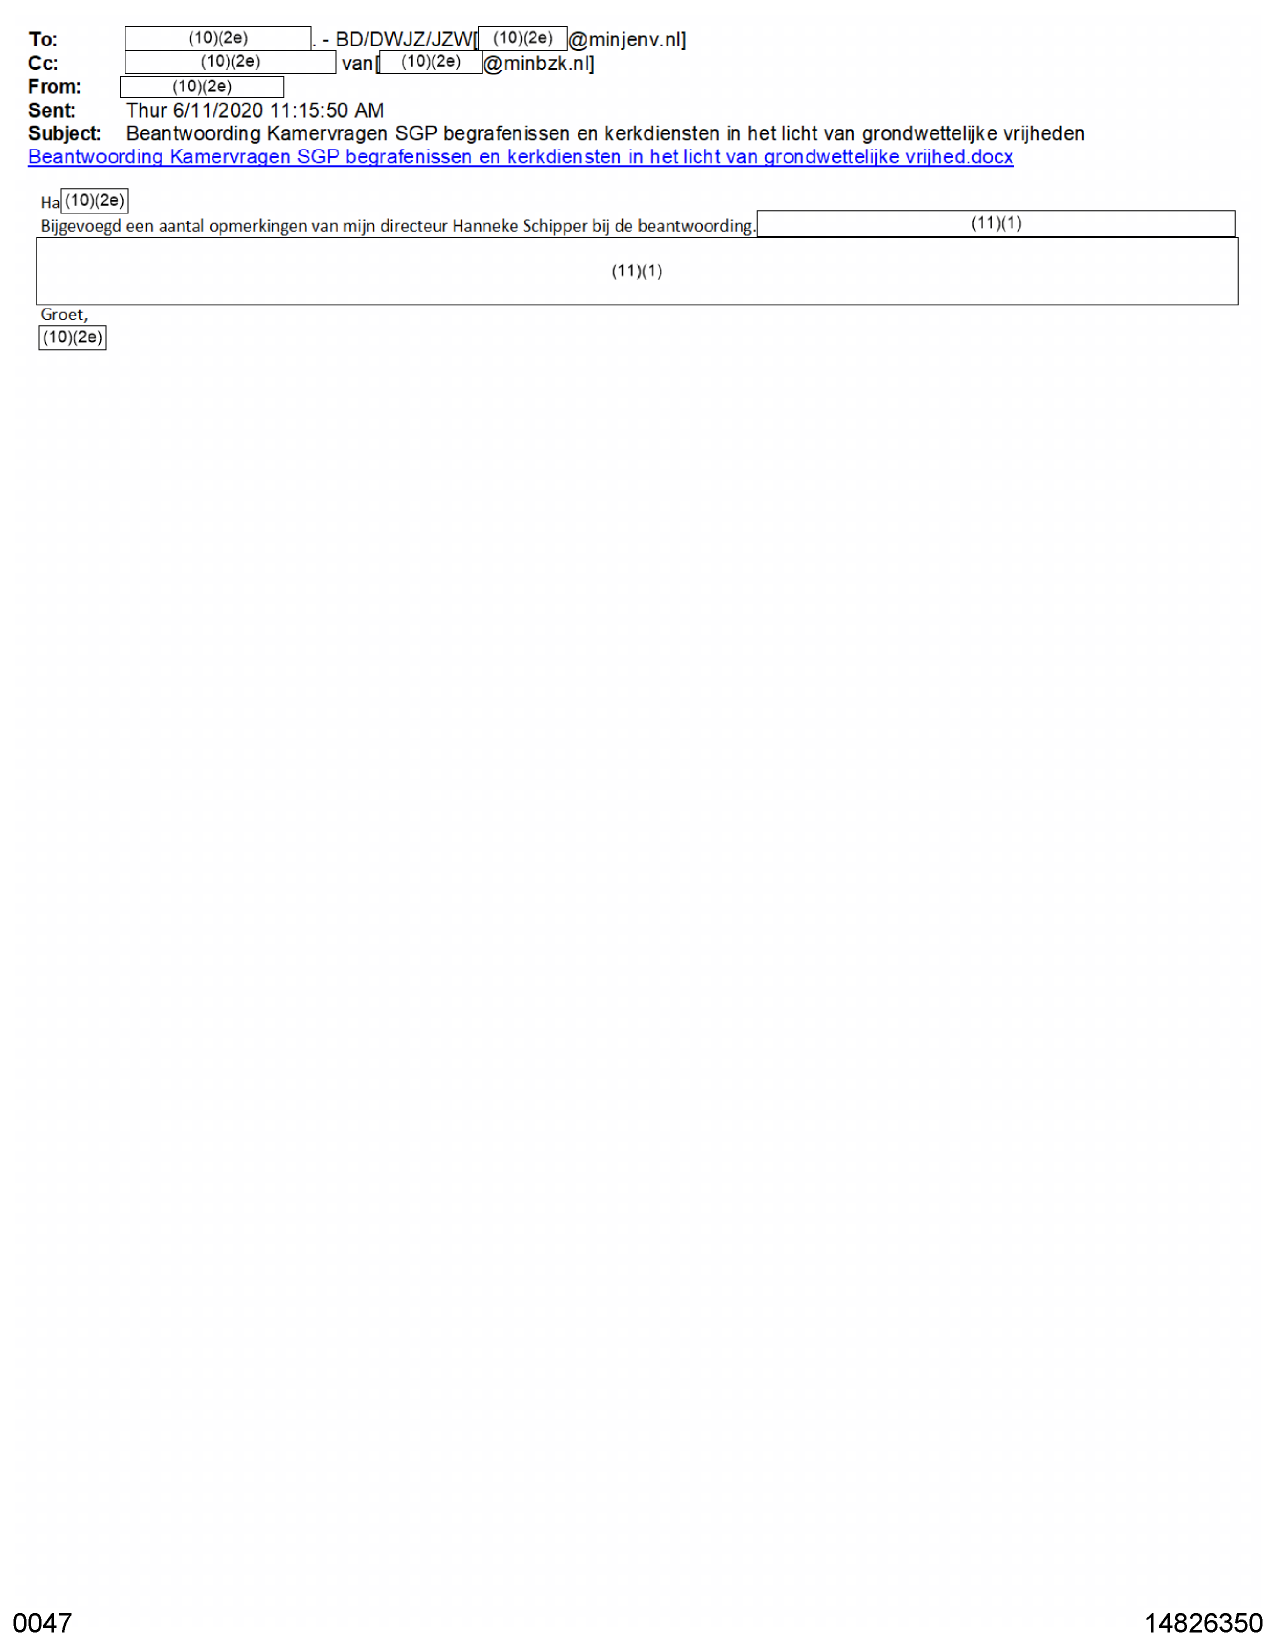 To: (10)(2e) . - BD/DWJZ/JZW[ (10)(2e) @minjenv.nl]
Cc: (10)(2e) van[ (10)(2e) @minbzk.nl]
From: (10)(2e)
Sent: Thur 6/11/2020 11:15:50 AM
Subject: Beantwoording Kamervragen SGP begrafenissen en kerkdiensten in het licht van grondwettelijke vrijheden
Beantwoording Kamervragen SGP begrafenissen en kerkdiensten in het licht van grondwettelijke vrijhed.docx
Ha (10)(2e)
Bijgevoegd een aantal opmerkingen van mijn directeur Hanneke Schipper bij de beantwoording. (11)(1)
(11)(1)
Groet,
(10)(2e)
0047 14826350